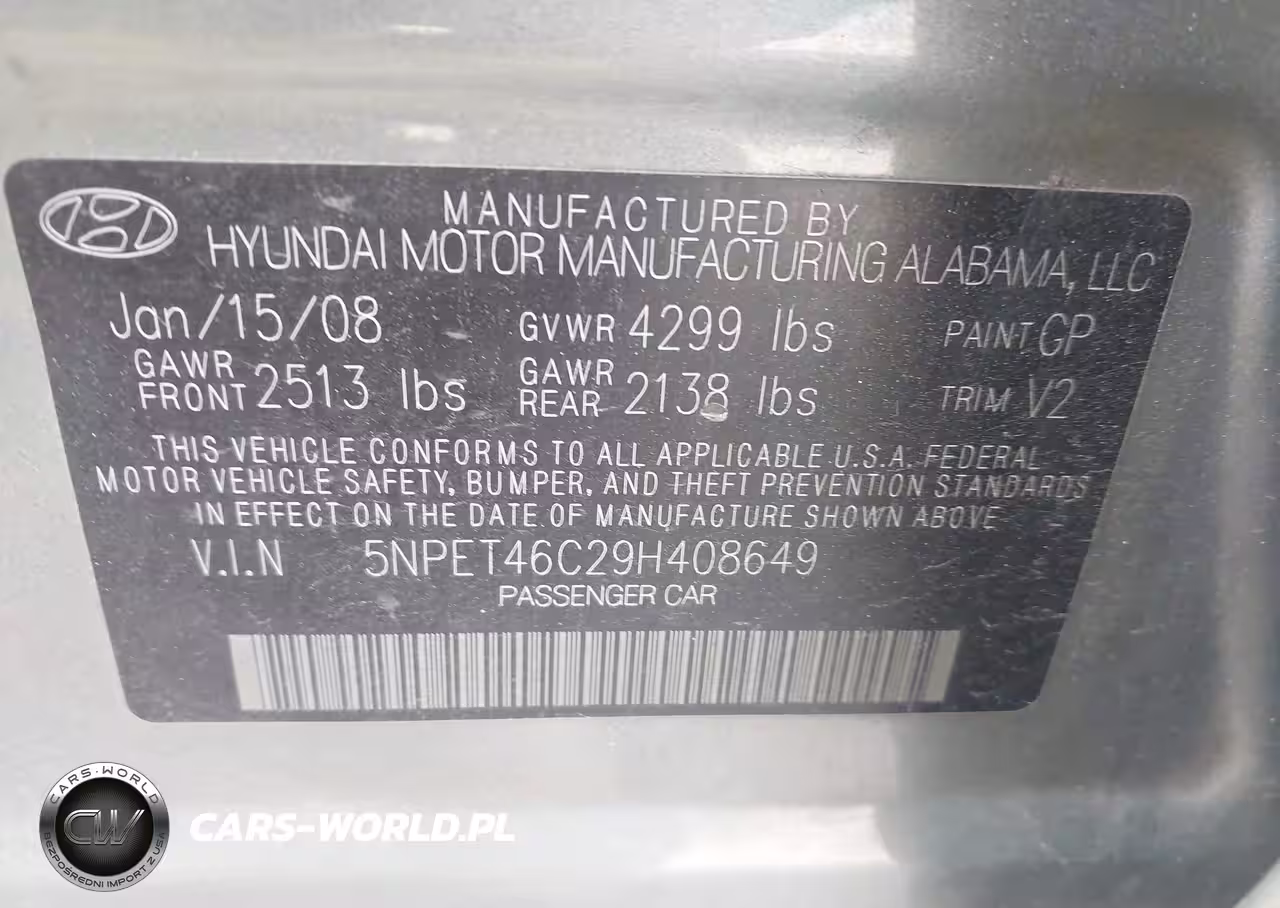 MANUFACTURED BY
HYUNDAI MOTOR MANUFACTURING ALABAMA, LLC
Jan/15/08 GVWR 4299 lbs PAINT GP
GAWR FRONT 2513 lbs GAWR REAR 2138 lbs TRIM V2
THIS VEHICLE CONFORMS TO ALL APPLICABLE U.S.A. FEDERAL
MOTOR VEHICLE SAFETY, BUMPER, AND THEFT PREVENTION STANDARDS
IN EFFECT ON THE DATE OF MANUFACTURE SHOWN ABOVE
V.I.N 5NPET46C29H408649
PASSENGER CAR
CARS-WORLD
CW
BEZPOŚREDNI IMPORT Z USA
CARS-WORLD.PL